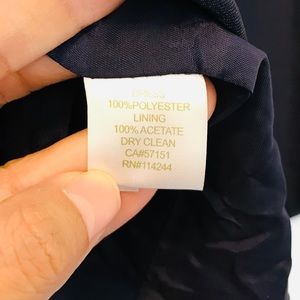 DRESS
100%POLYESTER
LINING
100% ACETATE
DRY CLEAN
CA#57151
RN#114244